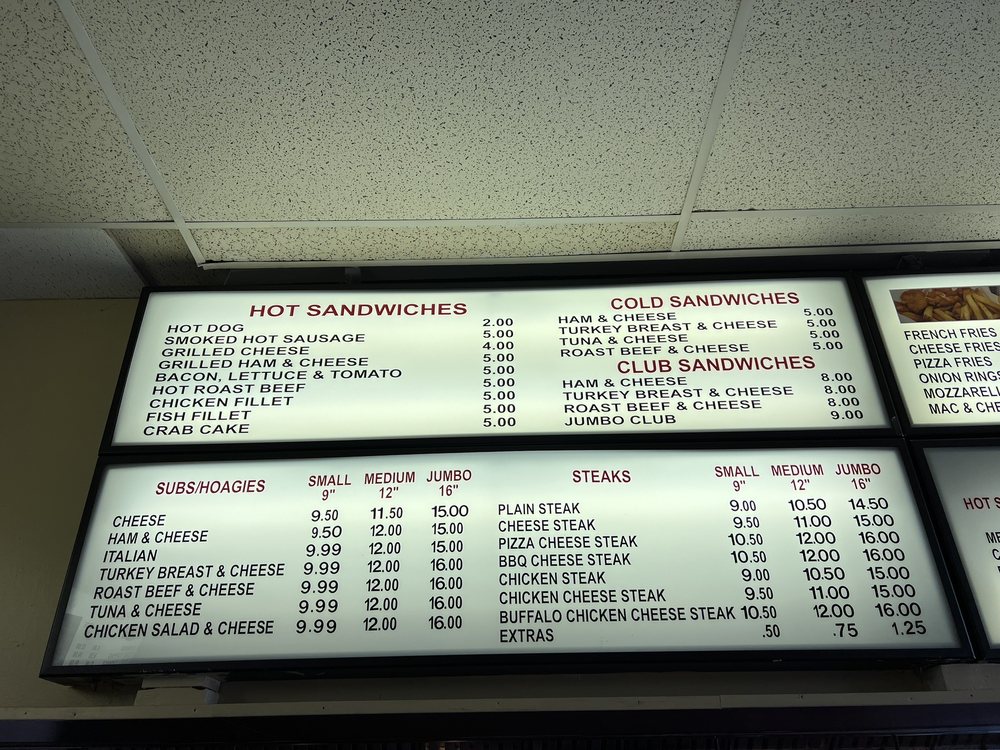 HOT SANDWICHES
HOT DOG 2.00
SMOKED HOT SAUSAGE 5.00
GRILLED CHEESE 4.00
GRILLED HAM & CHEESE 5.00
BACON, LETTUCE & TOMATO 5.00
HOT ROAST BEEF 5.00
CHICKEN FILLET 5.00
FISH FILLET 5.00
CRAB CAKE 5.00
COLD SANDWICHES
HAM & CHEESE 5.00
TURKEY BREAST & CHEESE 5.00
TUNA & CHEESE 5.00
ROAST BEEF & CHEESE 5.00
CLUB SANDWICHES
HAM & CHEESE 8.00
TURKEY BREAST & CHEESE 8.00
ROAST BEEF & CHEESE 8.00
JUMBO CLUB 9.00
FRENCH FRIES
CHEESE FRIES
PIZZA FRIES
ONION RINGS
MAC &
SUBS/HOAGIES SMALL MEDIUM JUMBO
9" 12" 16"
CHEESE 9.50 11.50 15.00
HAM & CHEESE 9.50 12.00 15.00
ITALIAN 9.99 12.00 15.00
TURKEY BREAST & CHEESE 9.99 12.00 16.00
ROAST BEEF & CHEESE 9.99 12.00 16.00
TUNA & CHEESE 9.99 12.00 16.00
CHICKEN SALAD & CHEESE 9.99 12.00 16.00
STEAKS SMALL MEDIUM JUMBO
9" 12" 16"
PLAIN STEAK 9.00 10.50 14.50
CHEESE STEAK 9.50 11.00 15.00
PIZZA CHEESE STEAK 10.50 12.00 16.00
BBQ CHEESE STEAK 10.50 12.00 16.00
CHICKEN STEAK 9.00 10.50 15.00
CHICKEN CHEESE STEAK 9.50 11.00 15.00
BUFFALO CHICKEN CHEESE STEAK 10.50 12.00 16.00
EXTRAS .50 .75 1.25
HOT